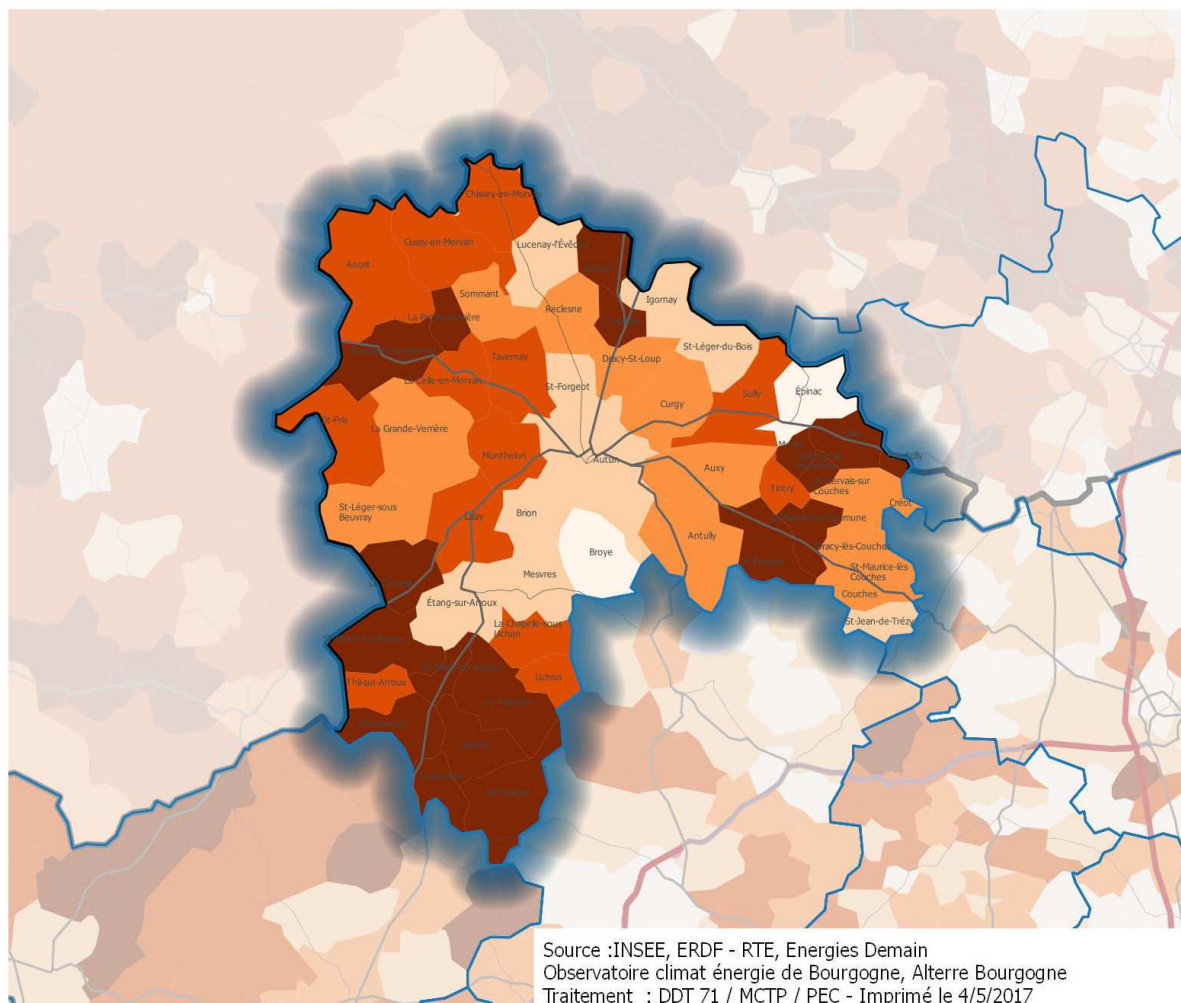 Chissey-en-Morvan
Cussy-en-Morvan
Lucenay-l'Évêque
Anost
Igornay
Sommant
Reclesne
La Petite-Verrière
St-Léger-du-Bois
Tavernay
Dracy-St-Loup
La Celle-en-Morvan
St-Forgeot
Sully
Épinac
Curgy
St-Prix
La Grande-Verrière
Monthelon
Autun
Auxy
Tintry
St-Gervais-sur
Couches
Créot
St-Léger-sous
Beuvray
Laizy
Brion
Antully
Dracy-lès-Couches
Broye
St-Maurice-lès
Couches
Mesvres
Couches
Étang-sur-Arroux
St-Jean-de-Trézy
La Chapelle-sous
Uchon
Thil-sur-Arroux
Uchon
Source :INSEE, ERDF - RTE, Energies Demain
Observatoire climat énergie de Bourgogne, Alterre Bourgogne
Traitement : DDT 71 / MCTP / PEC - Imprimé le 4/5/2017